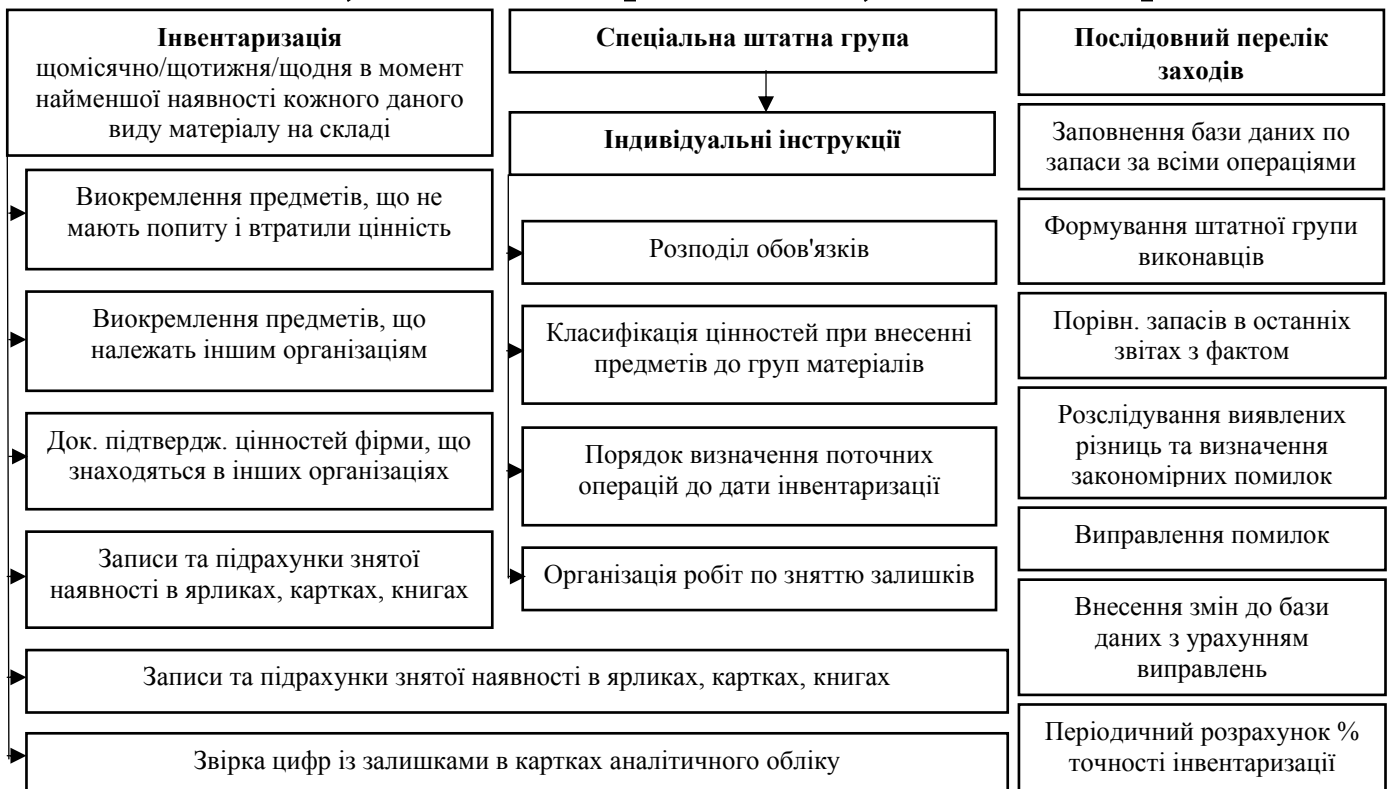 Інвентаризація
щомісячно/щотижня/щодня в момент
найменшої наявності кожного даного
виду матеріалу на складі
Виокремлення предметів, що не
мають попиту і втратили цінність
Виокремлення предметів, що
належать іншим організаціям
Док. підтвердж. цінностей фірми, що
знаходяться в інших організаціях
Записи та підрахунки знятої
наявності в ярликах, картках, книгах
Записи та підрахунки знятої наявності в ярликах, картках, книгах
Звірка цифр із залишками в картках аналітичного обліку
Спеціальна штатна група
Індивідуальні інструкції
Розподіл обов'язків
Класифікація цінностей при внесенні
предметів до груп матеріалів
Порядок визначення поточних
операцій до дати інвентаризації
Організація робіт по зняттю залишків
Послідовний перелік
заходів
Заповнення бази даних по
запаси за всіми операціями
Формування штатної групи
виконавців
Порівн. запасів в останніх
звітах з фактом
Розслідування виявлених
різниць та визначення
закономірних помилок
Виправлення помилок
Внесення змін до бази
даних з урахунням
виправлень
Періодичний розрахунок %
точності інвентаризації